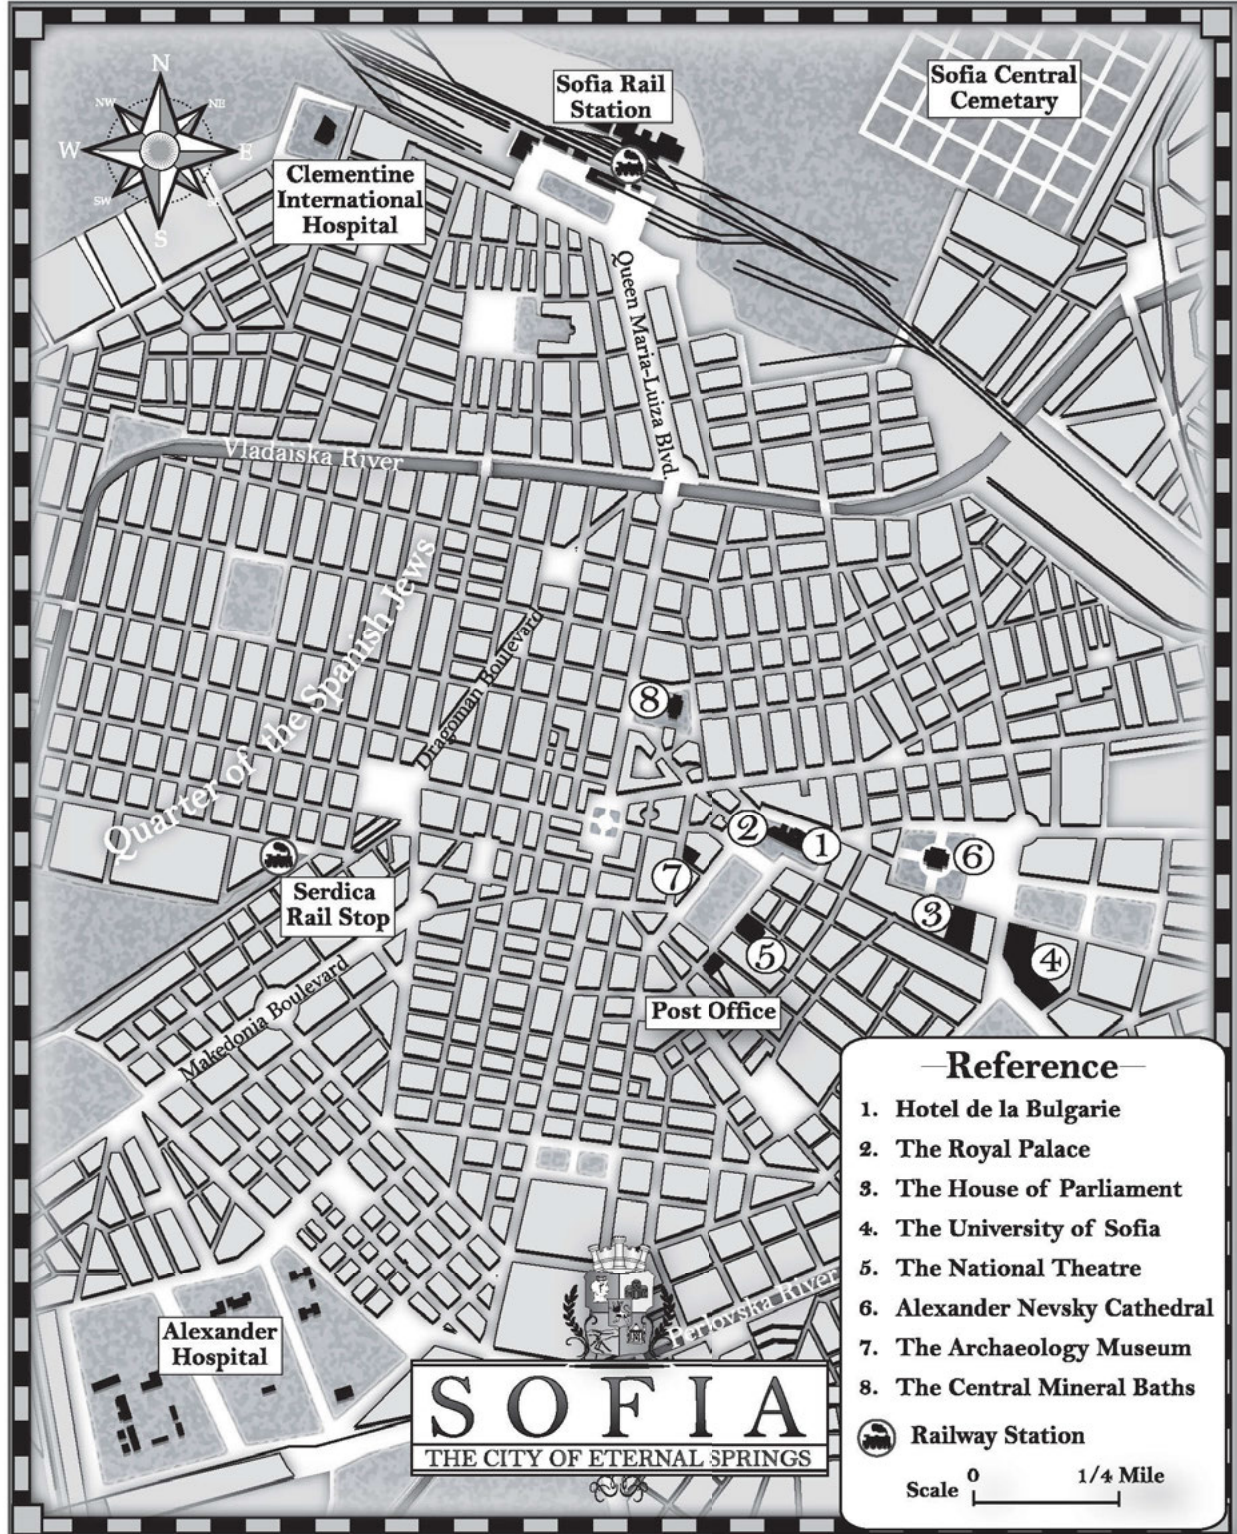 N
NW
NE
W
E
SW
SE
S
Sofia Rail
Station
Sofia Central
Cemetary
Clementine
International
Hospital
Queen Maria-Luiza Blvd.
Vladaiska River
Quarter of the Spanish Jews
Dragoman Boulevard
8
2
1
7
6
3
5
4
Serdica
Rail Stop
Makedonia Boulevard
Post Office
Alexander
Hospital
Perlovska River
SOFIA
THE CITY OF ETERNAL SPRINGS
Reference
1. Hotel de la Bulgarie
2. The Royal Palace
3. The House of Parliament
4. The University of Sofia
5. The National Theatre
6. Alexander Nevsky Cathedral
7. The Archaeology Museum
8. The Central Mineral Baths
Railway Station
Scale 0 1/4 Mile